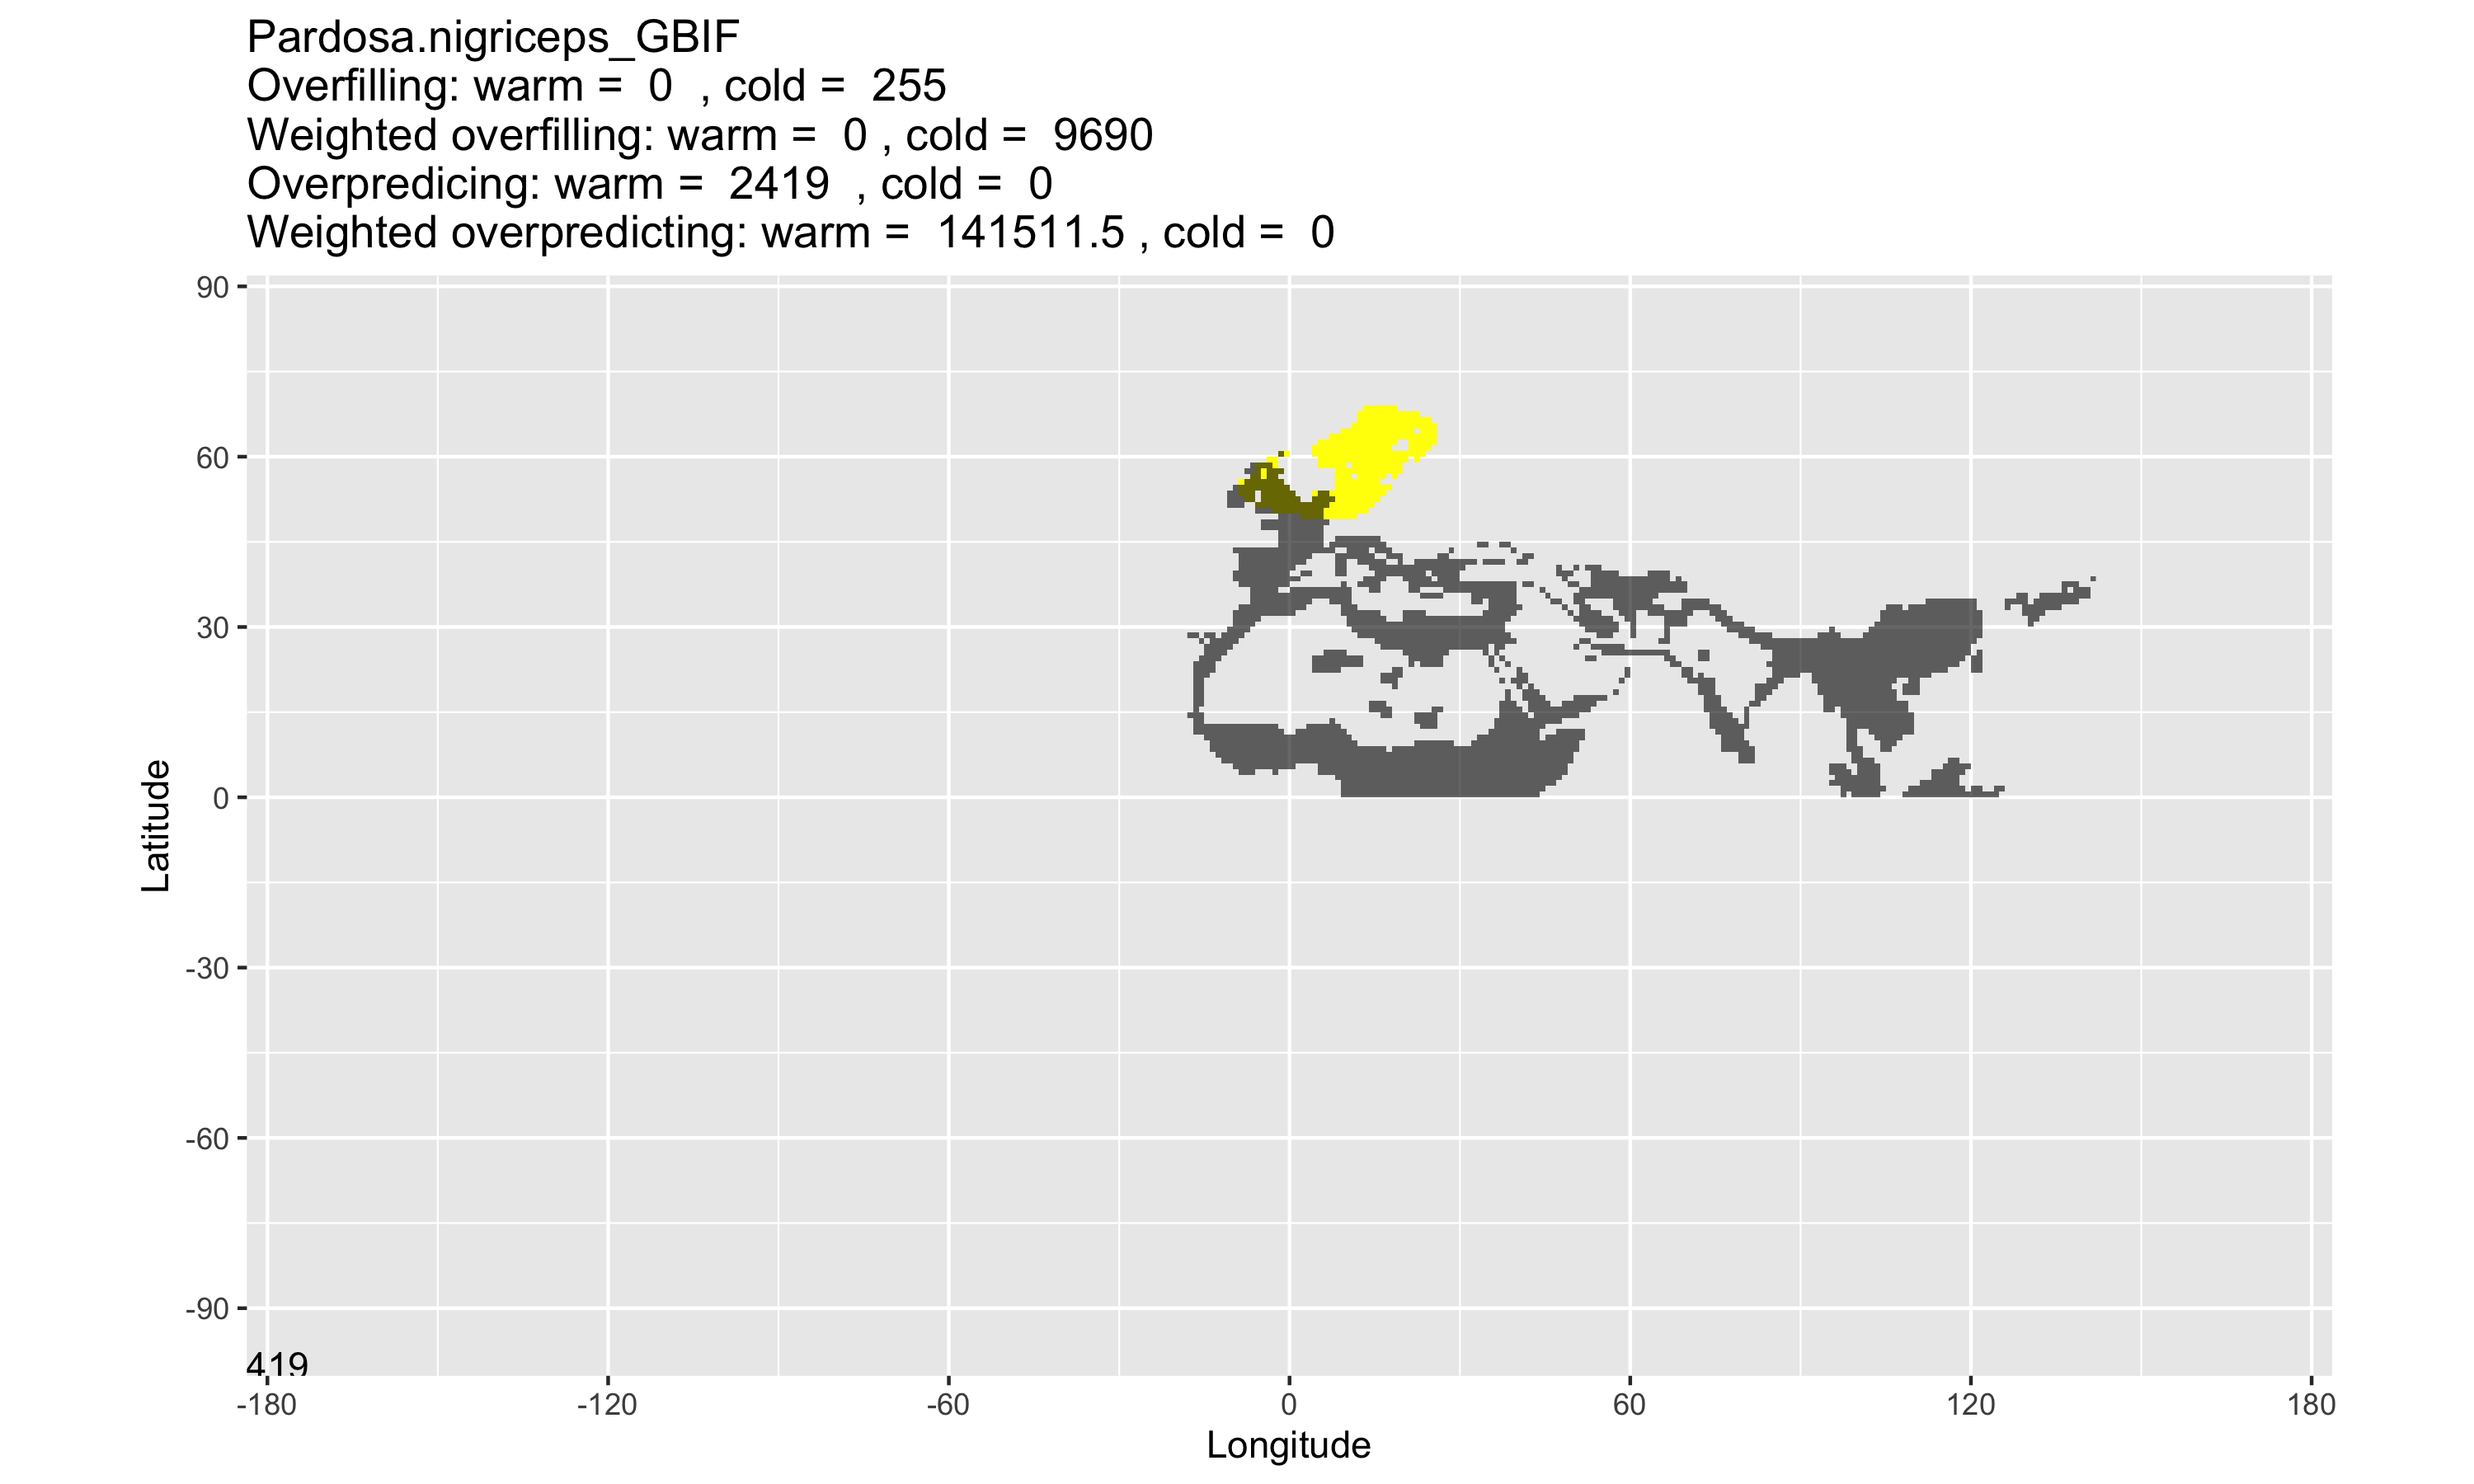 Pardosa.nigriceps_GBIF
Overfilling: warm = 0 , cold = 255
Weighted overfilling: warm = 0 , cold = 9690
Overpredicing: warm = 2419 , cold = 0
Weighted overpredicting: warm = 141511.5 , cold = 0
90
60
30
0
-30
-60
-90
Latitude
419
-180
-120
-60
0
60
120
180
Longitude